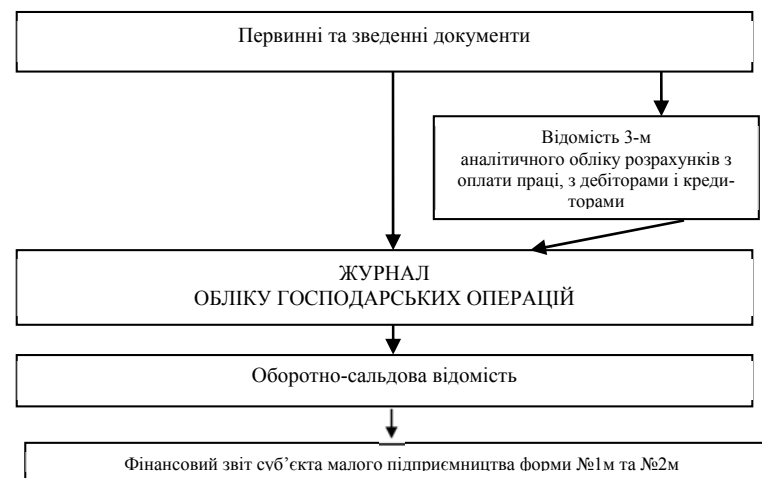 Первинні та зведенні документи
Відомість 3-м
аналітичного обліку розрахунків з
оплати праці, з дебіторами і креди-
торами
ЖУРНАЛ
ОБЛІКУ ГОСПОДАРСЬКИХ ОПЕРАЦІЙ
Оборотно-сальдова відомість
Фінансовий звіт суб’єкта малого підприємництва форми №1м та №2м